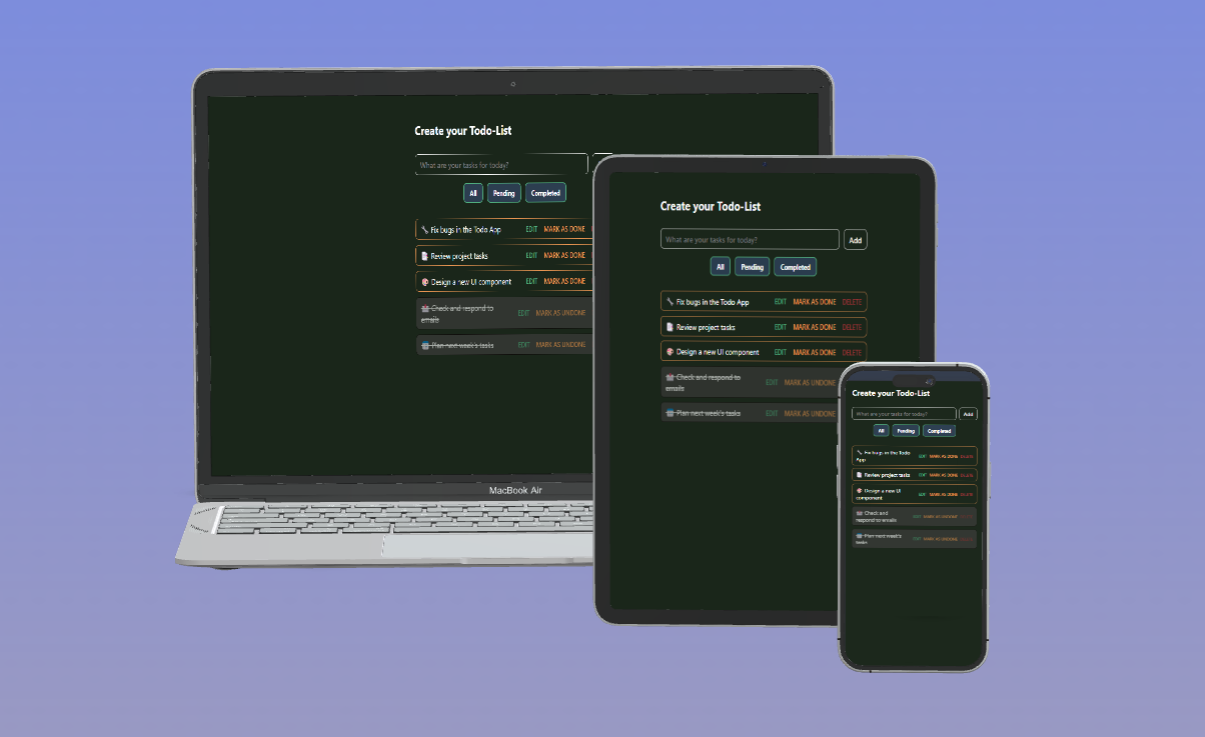 Create your Todo-List
What are your tasks for today?
All Pending Completed
Fix bugs in the Todo App EDIT MARK AS DONE
Review project tasks EDIT MARK AS DONE
Design a new UI component EDIT MARK AS DONE
Check and respond to
emails EDIT MARK AS UNDONE
Plan next week's tasks EDIT MARK AS UNDONE
MacBook Air
Create your Todo-List
What are your tasks for today? Add
All Pending Completed
Fix bugs in the Todo App EDIT MARK AS DONE DELETE
Review project tasks EDIT MARK AS DONE DELETE
Design a new UI component EDIT MARK AS DONE DELETE
Check and respond to
emails EDIT MARK AS UNDONE
Plan next week's tasks EDIT MARK AS UNDONE
Create your Todo-List
What are your tasks for today? Add
All Pending Completed
Fix bugs in the Todo
App EDIT MARK AS DONE DELETE
Review project tasks EDIT MARK AS DONE DELETE
Design a new UI
component EDIT MARK AS DONE DELETE
Check and
respond to emails EDIT MARK AS UNDONE
Plan next week's
tasks EDIT MARK AS UNDONE